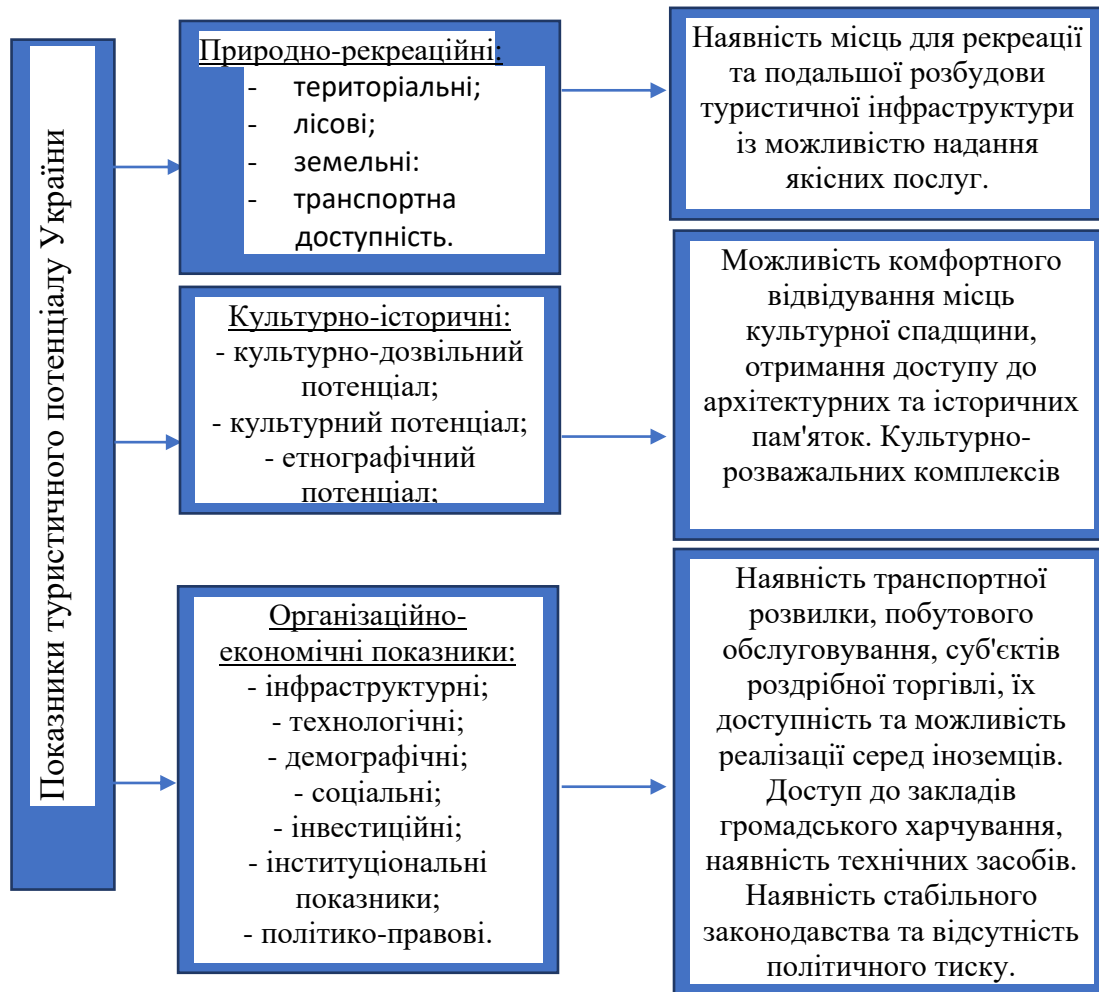 Показники туристичного потенціалу України
Природно-рекреаційні:
- територіальні;
- лісові;
- земельні:
- транспортна
доступність.
Наявність місць для рекреації
та подальшої розбудови
туристичної інфраструктури
із можливістю надання
якісних послуг.
Культурно-історичні:
- культурно-дозвільний
потенціал;
- культурний потенціал;
- етнографічний
потенціал;
Можливість комфортного
відвідування місць
культурної спадщини,
отримання доступу до
архітектурних та історичних
пам'яток. Культурно-
розважальних комплексів
Організаційно-
економічні показники:
- інфраструктурні;
- технологічні;
- демографічні;
- соціальні;
- інвестиційні;
- інституціональні
показники;
- політико-правові.
Наявність транспортної
розвилки, побутового
обслуговування, суб'єктів
роздрібної торгівлі, їх
доступність та можливість
реалізації серед іноземців.
Доступ до закладів
громадського харчування,
наявність технічних засобів.
Наявність стабільного
законодавства та відсутність
політичного тиску.